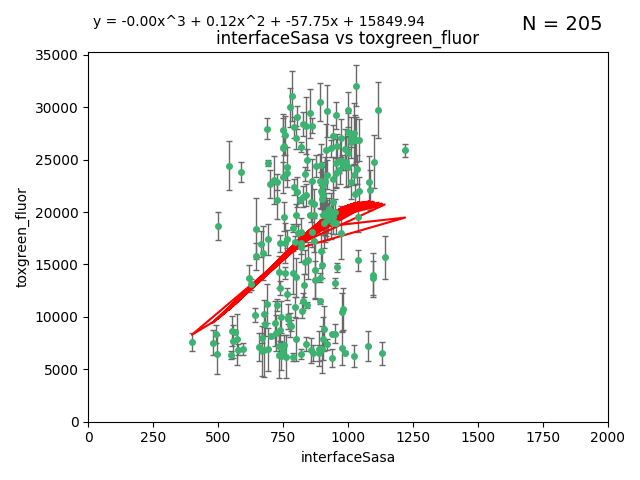 y = -0.00x^3 + 0.12x^2 + -57.75x + 15849.94
N = 205
interfaceSasa vs toxgreen_fluor
35000
30000
25000
20000
15000
10000
5000
0
toxgreen_fluor
0 250 500 750 1000 1250 1500 1750 2000
interfaceSasa